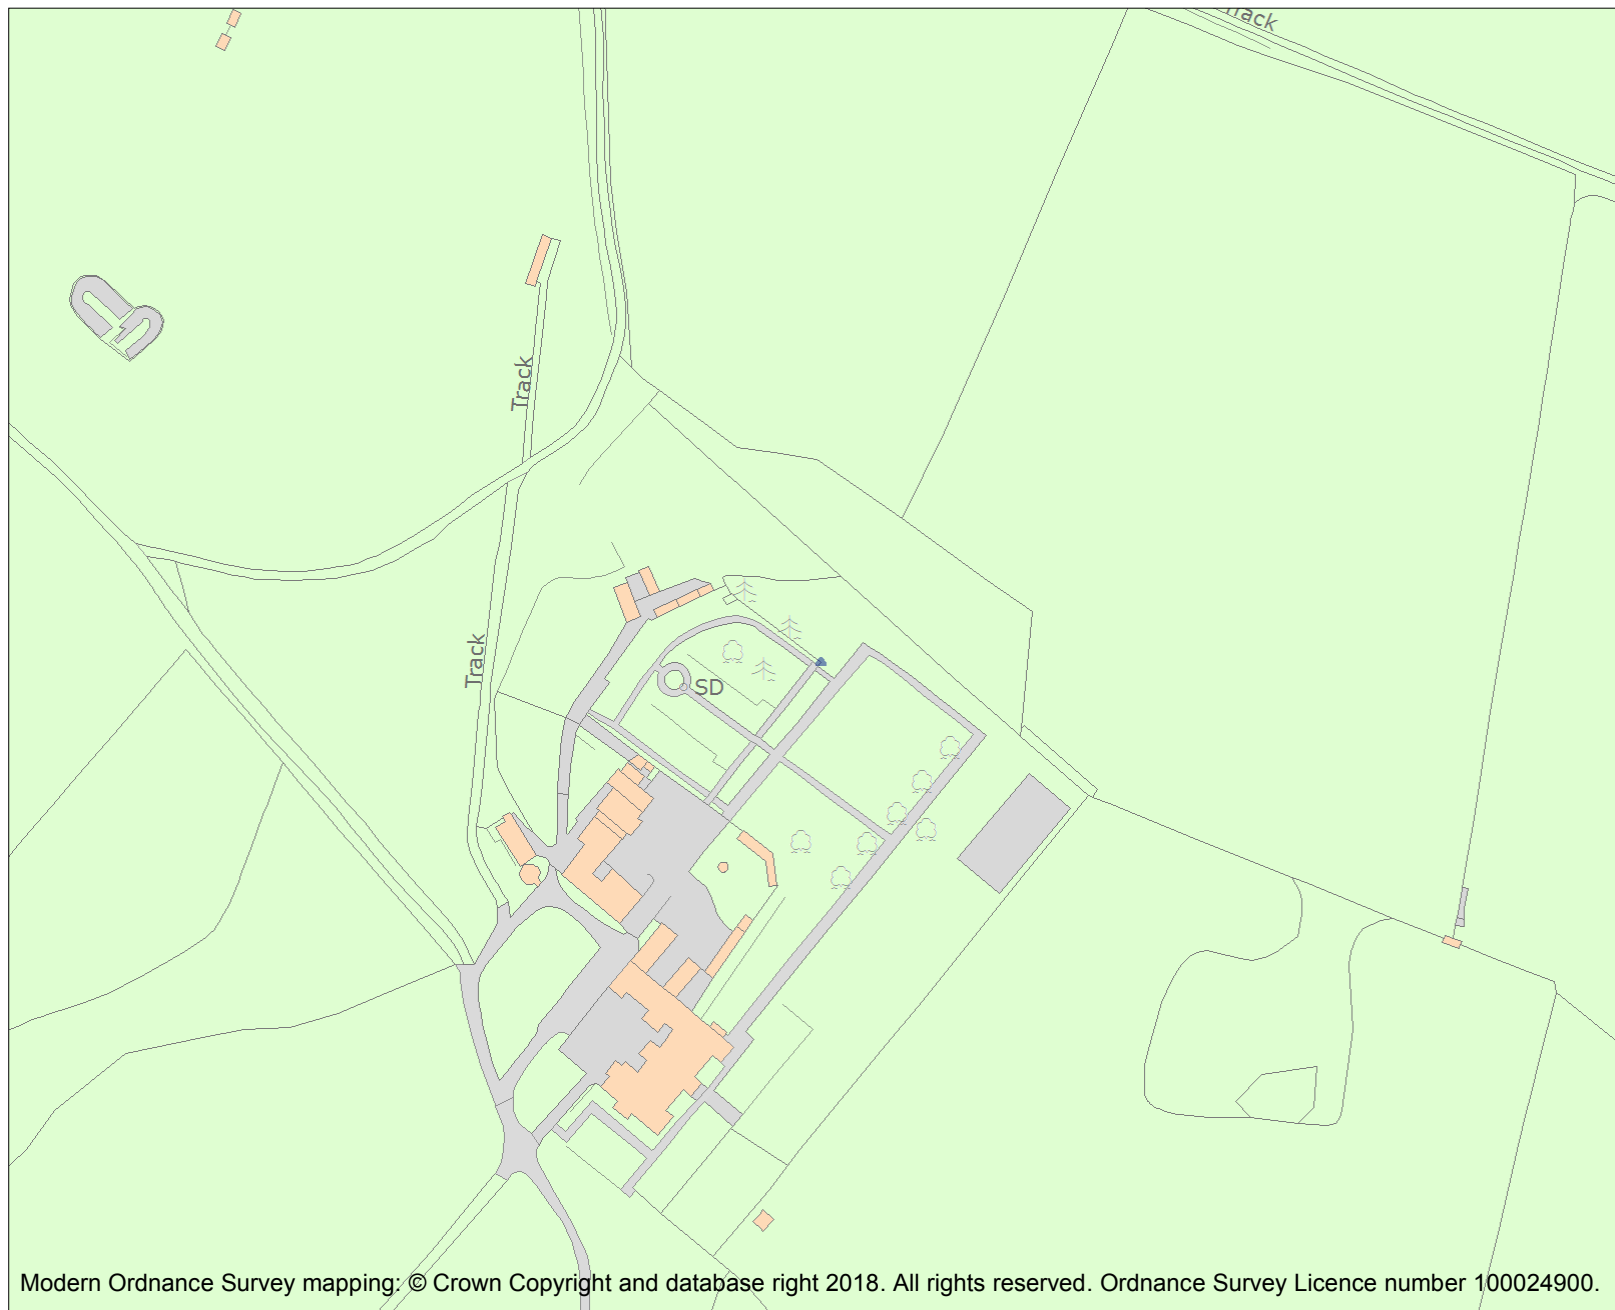 Track
Track
Track
SD
Modern Ordnance Survey mapping: © Crown Copyright and database right 2018. All rights reserved. Ordnance Survey Licence number 100024900.